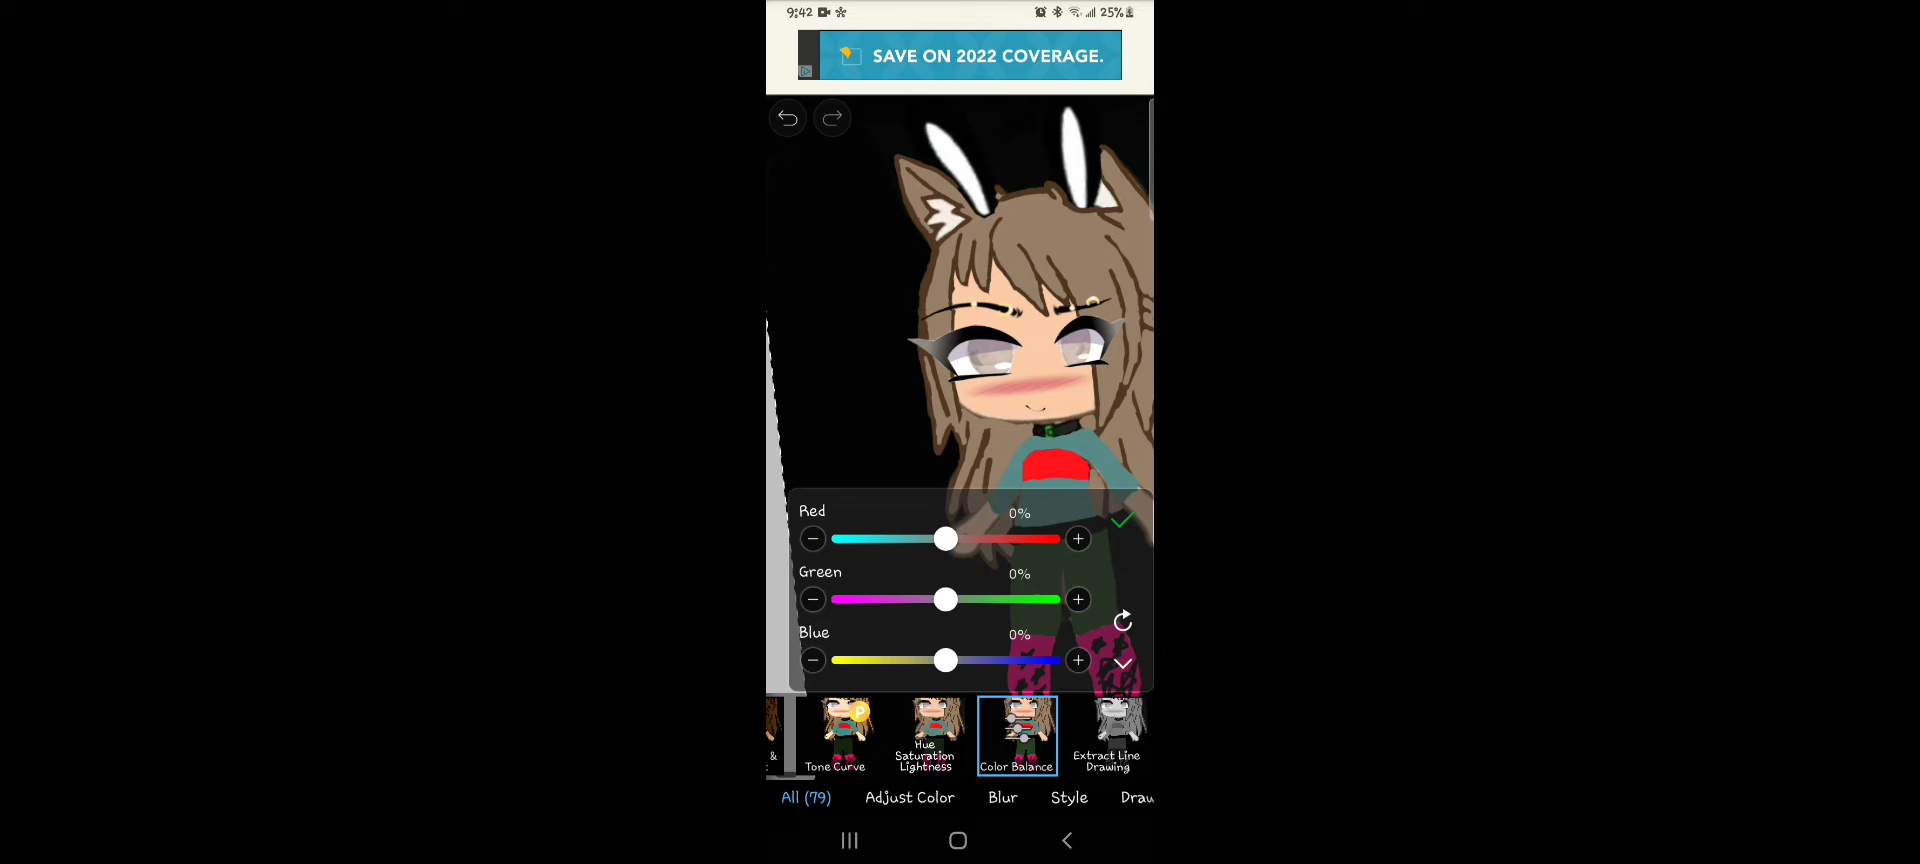 9:42
25%
SAVE ON 2022 COVERAGE.
Red
0%
Green
0%
Blue
0%
&
P
Tone Curve
Hue
Saturation
Lightness
Color Balance
Extract Line
Drawing
All (79)
Adjust Color
Blur
Style
Draw